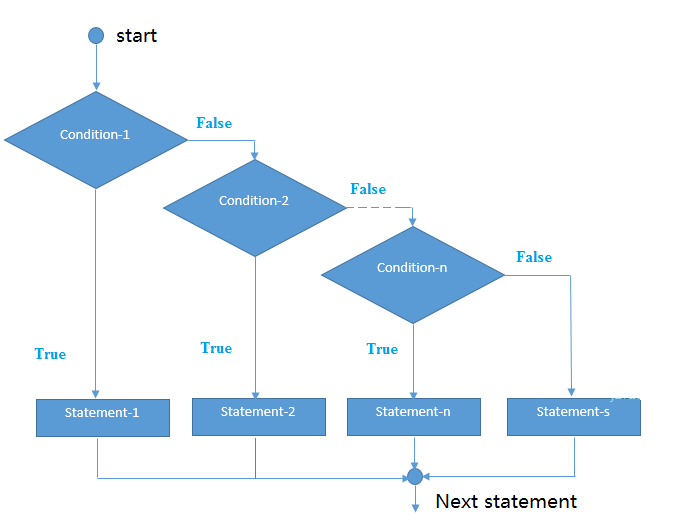 start
Condition-1
False
Condition-2
False
Condition-n
False
True
True
True
Statement-1
Statement-2
Statement-n
Statement-s
Next statement